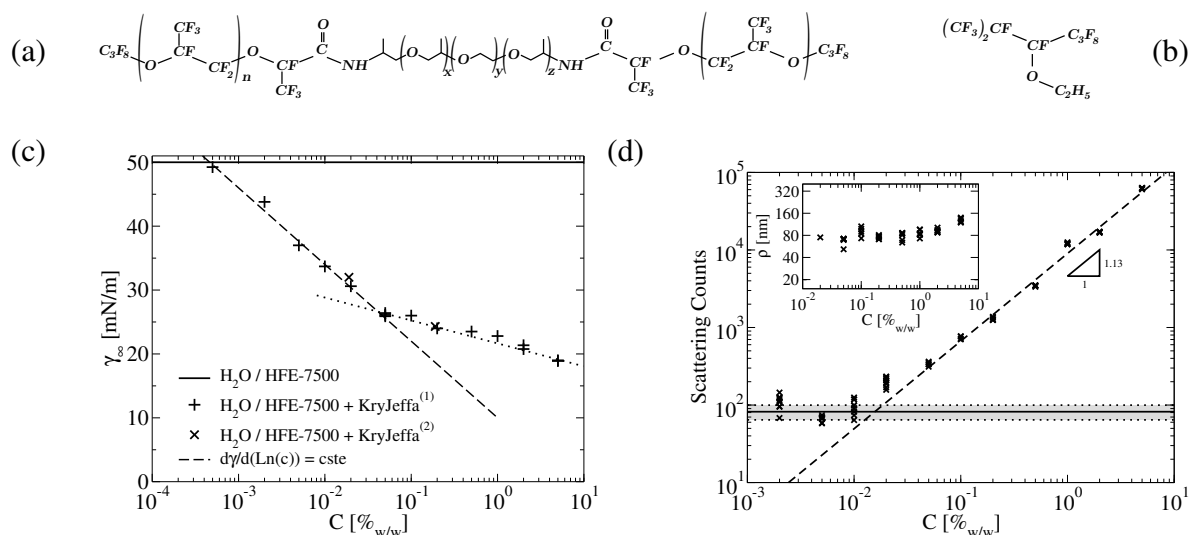 (a)
C₃F₈
O
CF₃
CF
CF₂
n
O
CF
CF₃
C
O
NH
O
x
O
y
O
z
NH
C
O
CF
CF₃
O
CF₂
CF
CF₃
O
C₃F₈
(CF₃)₂CF
CF
C₃F₈
O
C₂H₅
(b)
(c)
γ∞ [mN/m]
50
40
30
20
10
0
H₂O / HFE-7500
H₂O / HFE-7500 + KryJeffa⁽¹⁾
H₂O / HFE-7500 + KryJeffa⁽²⁾
dγ/d(Ln(c)) = cste
10⁻⁴ 10⁻³ 10⁻² 10⁻¹ 10⁰ 10¹
C [%w/w]
(d)
Scattering Counts
10⁵
10⁴
10³
10²
10¹
ρ [nm]
320
160
80
40
20
10⁻² 10⁻¹ 10⁰ 10¹
C [%w/w]
1.13
1
10⁻³ 10⁻² 10⁻¹ 10⁰ 10¹
C [%w/w]